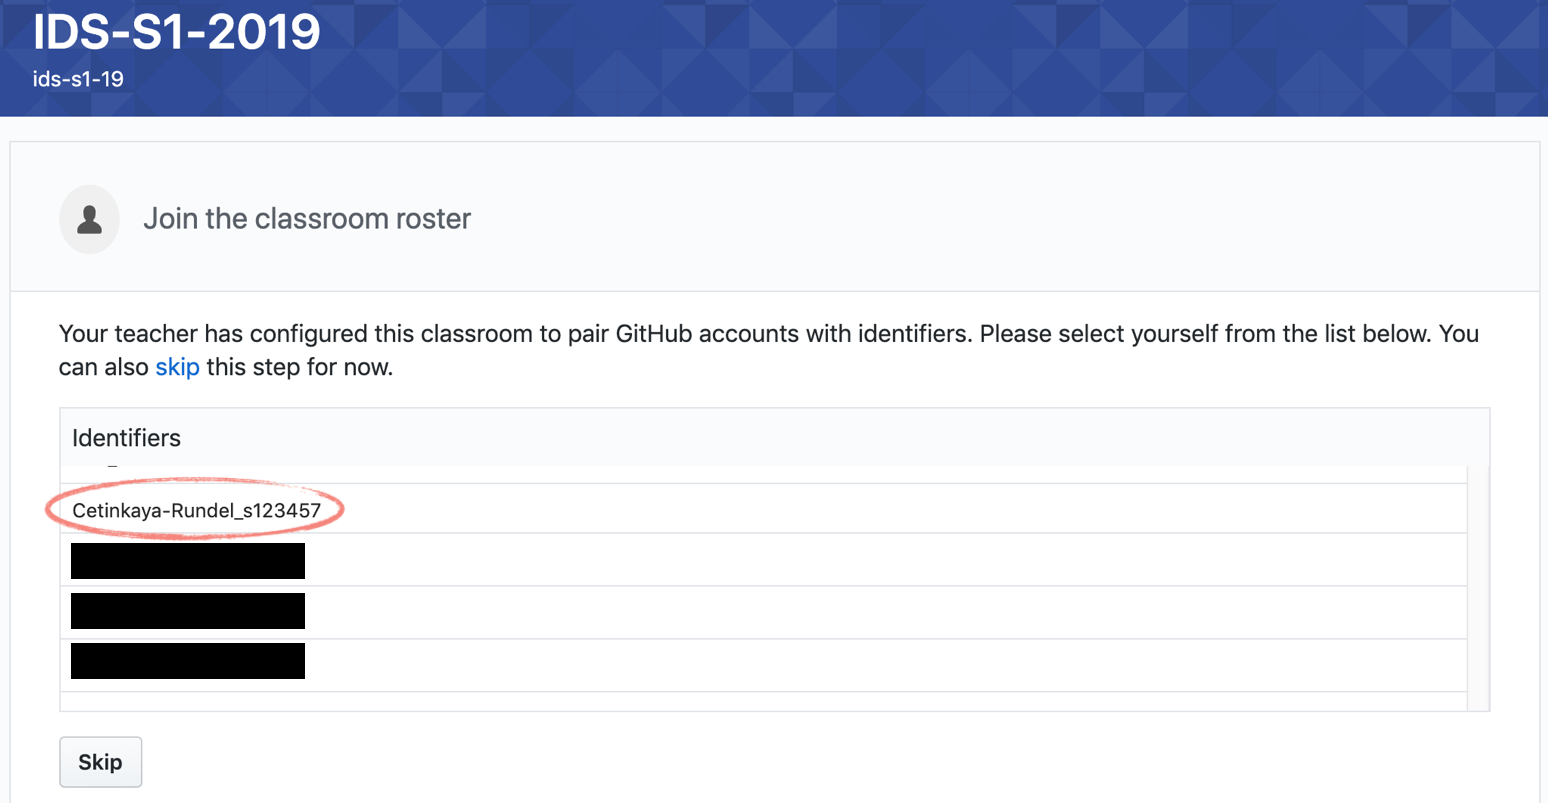 IDS-S1-2019
ids-s1-19
Join the classroom roster
Your teacher has configured this classroom to pair GitHub accounts with identifiers. Please select yourself from the list below. You
can also skip this step for now.
Identifiers
Cetinkaya-Rundel_s123457
Skip